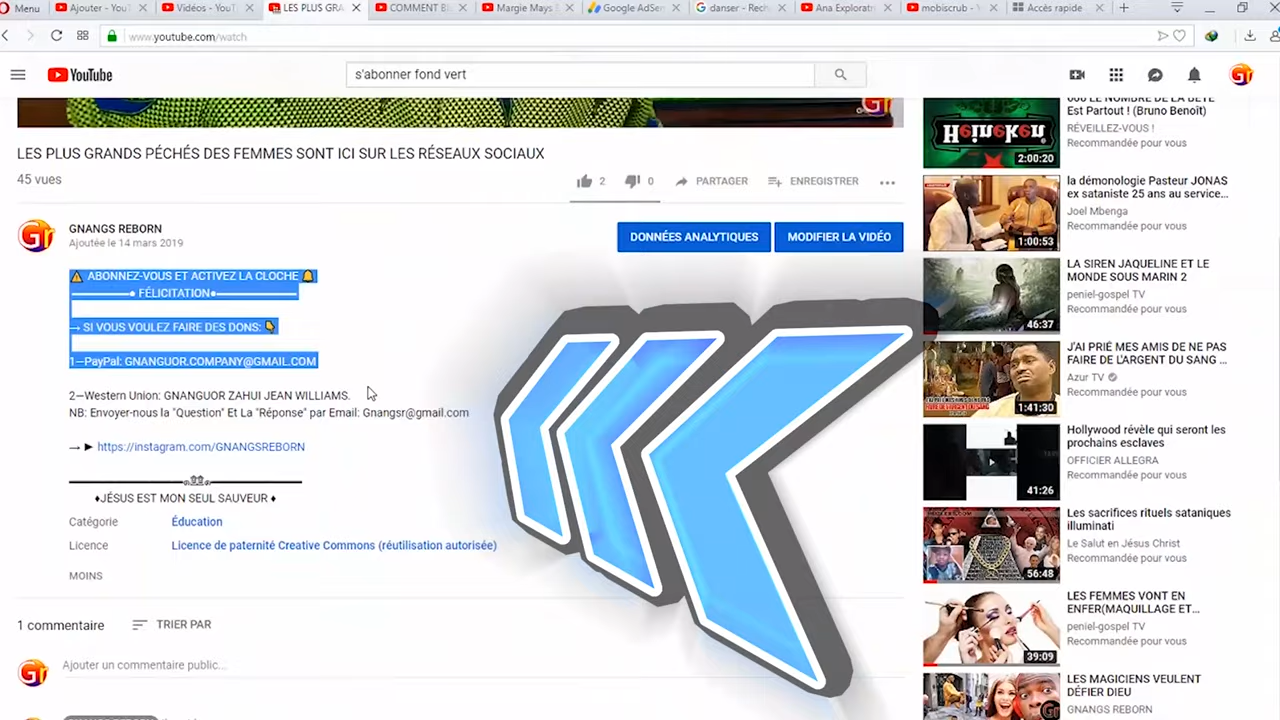 Menu
Ajouter - YouT
Vidéos - YouT
LES PLUS GRA
COMMENT B
Margie Mays
Google AdSen
danser - Rech
Ana Explorati
mobiscrub - Y
Accès rapide
www.youtube.com/watch
YouTube
s'abonner fond vert
LES PLUS GRANDS PÉCHÉS DES FEMMES SONT ICI SUR LES RÉSEAUX SOCIAUX
45 vues
2
0
PARTAGER
ENREGISTRER
GNANGS REBORN
Ajoutée le 14 mars 2019
DONNÉES ANALYTIQUES
MODIFIER LA VIDÉO
ABONNEZ-VOUS ET ACTIVEZ LA CLOCHE
FÉLICITATION
→ SI VOUS VOULEZ FAIRE DES DONS:
1—PayPal: GNANGUOR.COMPANY@GMAIL.COM
2—Western Union: GNANGUOR ZAHUI JEAN WILLIAMS.
NB: Envoyer-nous la "Question" Et La "Réponse" par Email: Gnangsr@gmail.com
→ ► https://instagram.com/GNANGSREBORN
♦JÉSUS EST MON SEUL SAUVEUR ♦
Catégorie
Éducation
Licence
Licence de paternité Creative Commons (réutilisation autorisée)
MOINS
1 commentaire
TRIER PAR
Ajouter un commentaire public...
GNANGS REBORN
666 LE NOMBRE DE LA BÊTE
Est Partout ! (Bruno Benoît)
RÉVEILLEZ-VOUS !
Recommandée pour vous
Heineken
2:00:20
la démonologie Pasteur JONAS
ex sataniste 25 ans au service...
Joel Mbenga
Recommandée pour vous
1:00:53
LA SIREN JAQUELINE ET LE
MONDE SOUS MARIN 2
peniel-gospel TV
Recommandée pour vous
46:37
J'AI PRIÉ MES AMIS DE NE PAS
FAIRE DE L'ARGENT DU SANG ...
Azur TV
Recommandée pour vous
1:41:30
Hollywood révèle qui seront les
prochains esclaves
OFFICIER ALLEGRA
Recommandée pour vous
41:26
Les sacrifices rituels sataniques
illuminati
Le Salut en Jésus Christ
Recommandée pour vous
56:48
LES FEMMES VONT EN
ENFER(MAQUILLAGE ET...
peniel-gospel TV
Recommandée pour vous
39:09
LES MAGICIENS VEULENT
DÉFIER DIEU
GNANGS REBORN